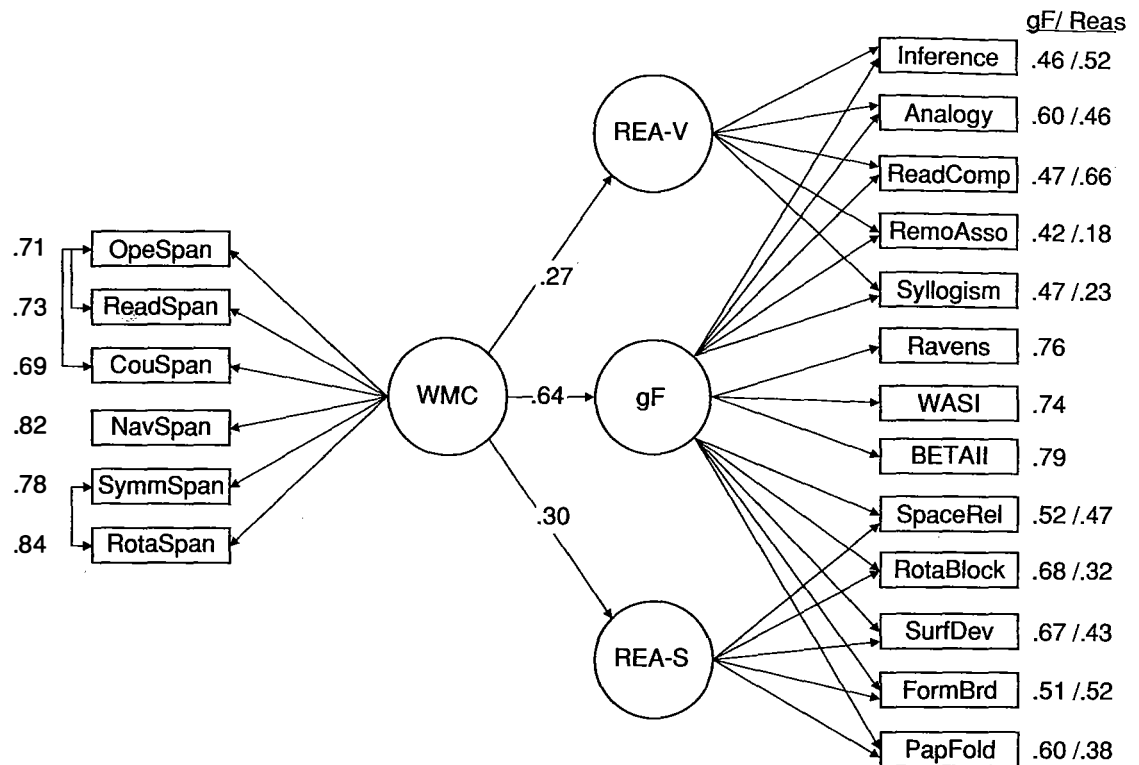 gF/ Reas
Inference .46 /.52
Analogy .60 /.46
REA-V
ReadComp .47 /.66
RemoAsso .42 /.18
.71 OpeSpan
.27
Syllogism .47 /.23
.73 ReadSpan
Ravens .76
.69 CouSpan
WMC
.64
gF
WASI .74
.82 NavSpan
BETAII .79
.78 SymmSpan
.30
SpaceRel .52 /.47
.84 RotaSpan
RotaBlock .68 /.32
SurfDev .67 /.43
REA-S
FormBrd .51 /.52
PapFold .60 /.38